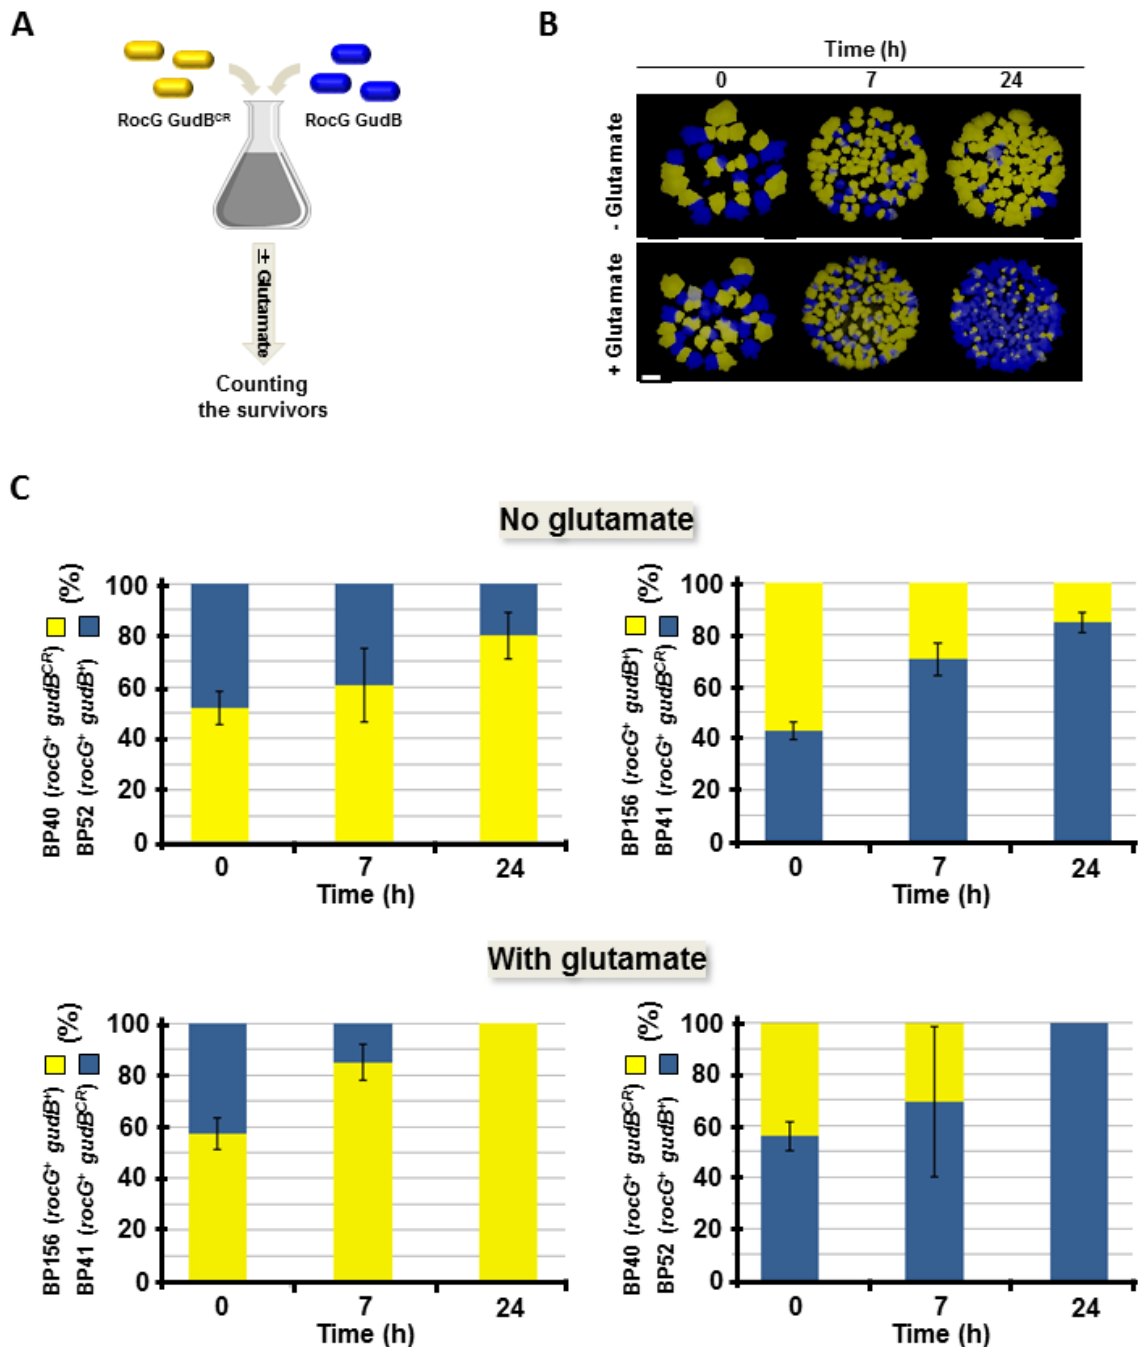 A
RocG GudB^CR
RocG GudB
± Glutamate
Counting
the survivors
B
Time (h)
0 7 24
- Glutamate
+ Glutamate
C
No glutamate
BP40 (rocG⁺ gudB^CR) (%)
BP52 (rocG⁺ gudB⁺)
100
80
60
40
20
0
0 7 24
Time (h)
BP156 (rocG⁺ gudB⁺) (%)
BP41 (rocG⁺ gudB^CR)
100
80
60
40
20
0
0 7 24
Time (h)
With glutamate
BP156 (rocG⁺ gudB⁺) (%)
BP41 (rocG⁺ gudB^CR)
100
80
60
40
20
0
0 7 24
Time (h)
BP40 (rocG⁺ gudB^CR) (%)
BP52 (rocG⁺ gudB⁺)
100
80
60
40
20
0
0 7 24
Time (h)